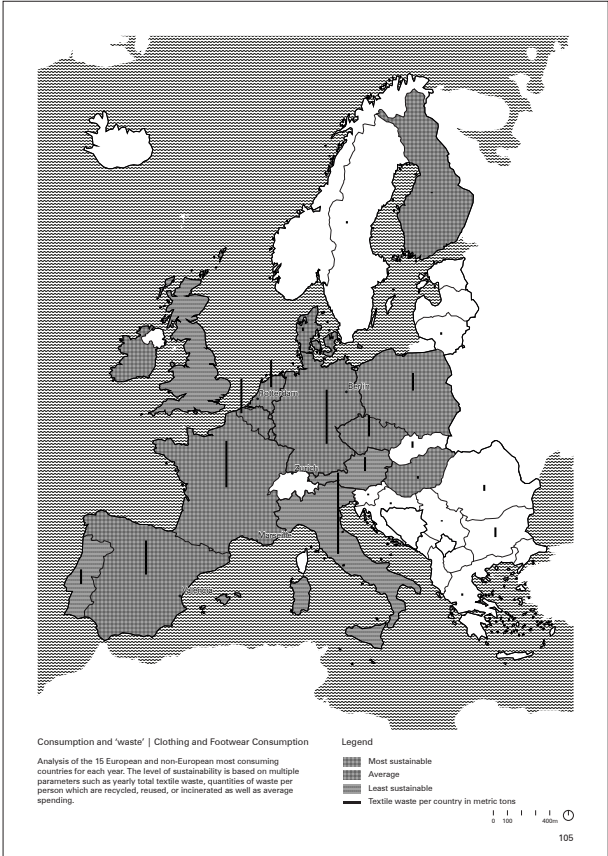 Berlin
Rotterdam
Zurich
Marseille
Consumption and ‘waste’ | Clothing and Footwear Consumption
Analysis of the 15 European and non-European most consuming
countries for each year. The level of sustainability is based on multiple
parameters such as yearly total textile waste, quantities of waste per
person which are recycled, reused, or incinerated as well as average
spending.
Legend
Most sustainable
Average
Least sustainable
Textile waste per country in metric tons
0 100 400m
105